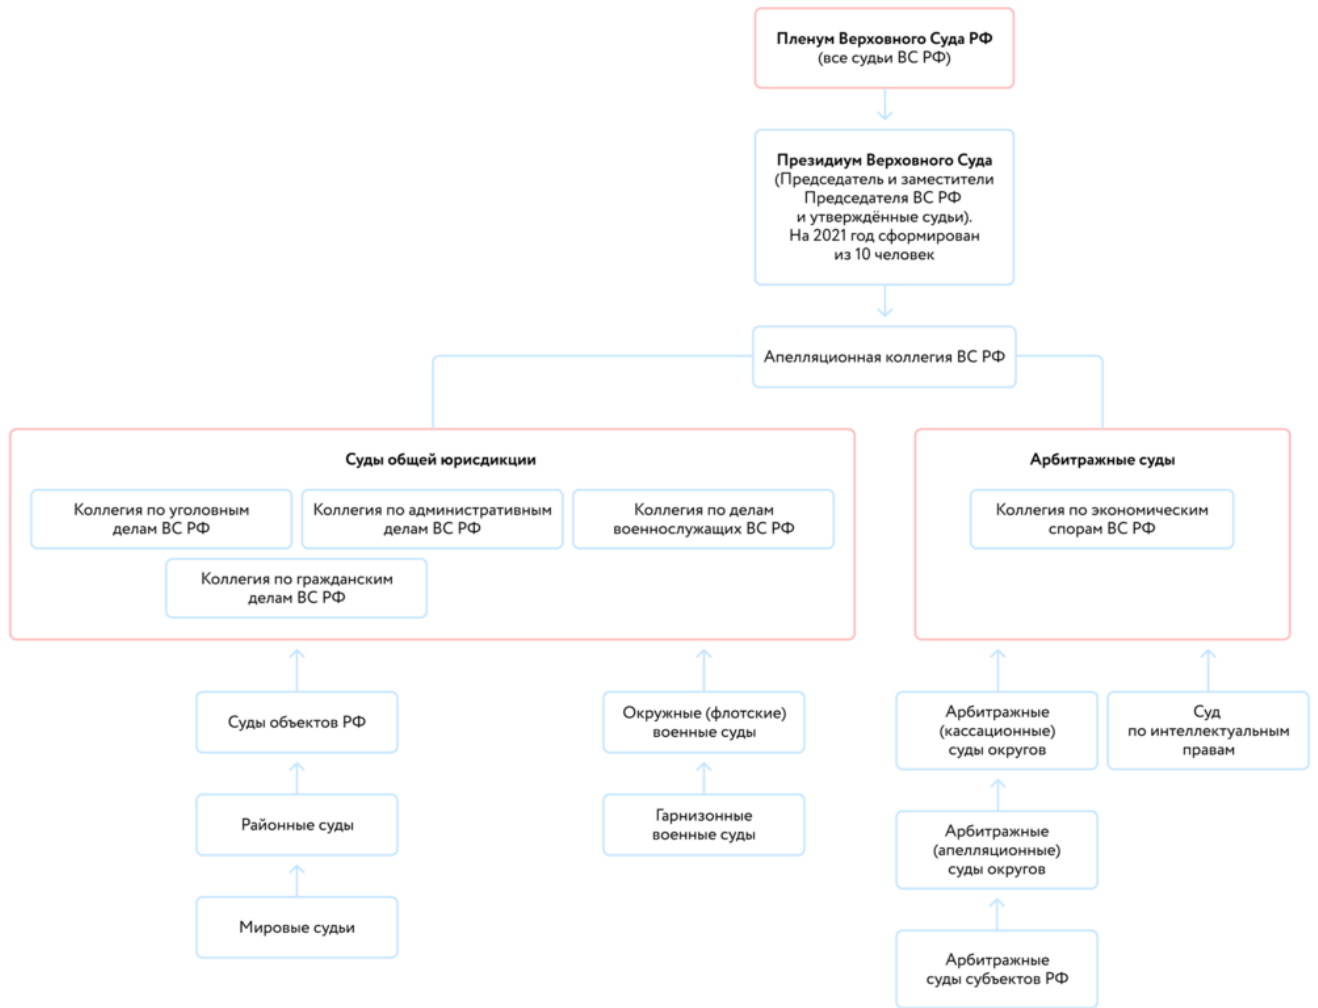 Пленум Верховного Суда РФ
(все судьи ВС РФ)
Президиум Верховного Суда
(Председатель и заместители
Председателя ВС РФ
и утверждённые судьи).
На 2021 год сформирован
из 10 человек
Апелляционная коллегия ВС РФ
Суды общей юрисдикции
Коллегия по уголовным
делам ВС РФ
Коллегия по административным
делам ВС РФ
Коллегия по делам
военнослужащих ВС РФ
Коллегия по гражданским
делам ВС РФ
Арбитражные суды
Коллегия по экономическим
спорам ВС РФ
Суды объектов РФ
Районные суды
Мировые судьи
Окружные (флотские)
военные суды
Гарнизонные
военные суды
Арбитражные
(кассационные)
суды округов
Суд
по интеллектуальным
правам
Арбитражные
(апелляционные)
суды округов
Арбитражные
суды субъектов РФ